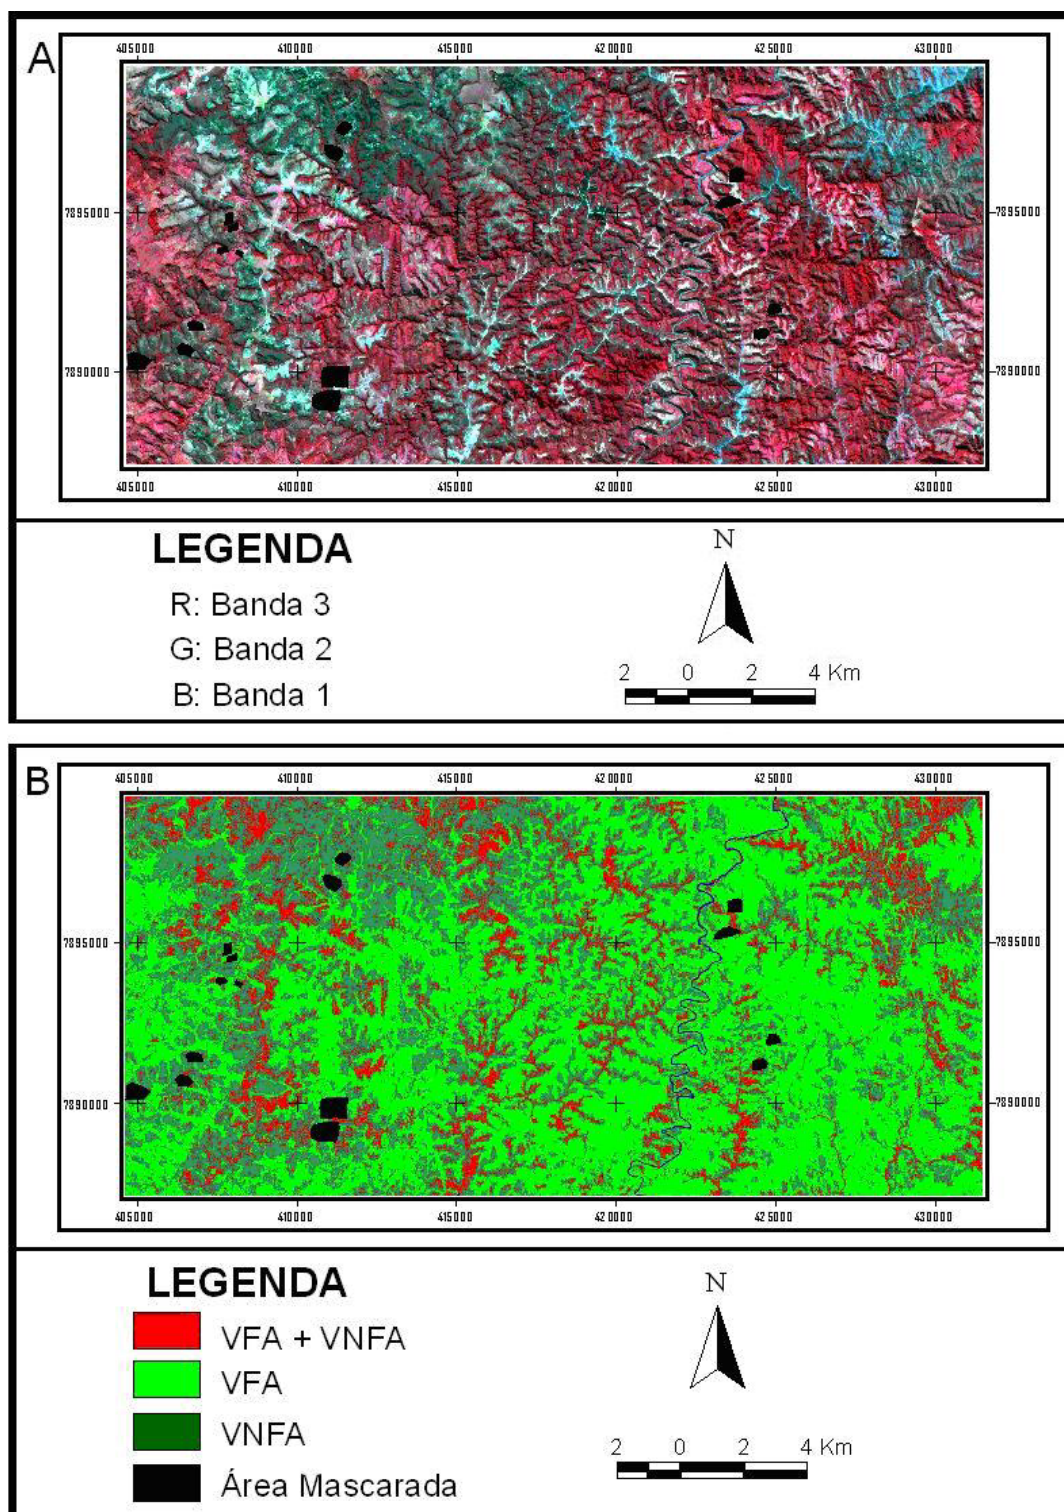 A
405000 410000 415000 420000 425000 430000
7895000 7895000
7890000 7890000
405000 410000 415000 420000 425000 430000
LEGENDA
R: Banda 3
G: Banda 2
B: Banda 1
N
2 0 2 4 Km
B
405000 410000 415000 420000 425000 430000
7895000 7895000
7890000 7890000
405000 410000 415000 420000 425000 430000
LEGENDA
VFA + VNFA
VFA
VNFA
Área Mascarada
N
2 0 2 4 Km